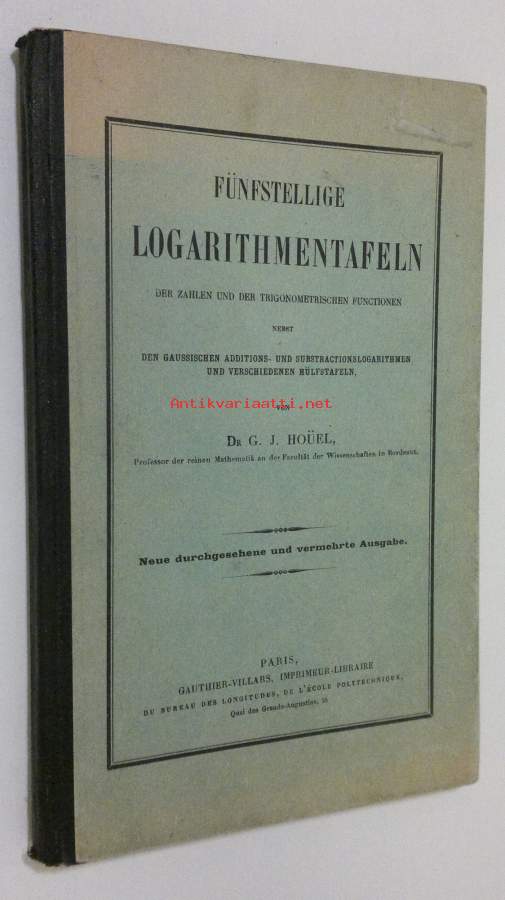 FÜNFSTELLIGE
LOGARITHMENTAFELN
DER ZAHLEN UND DER TRIGONOMETRISCHEN FUNCTIONEN
NEBST
DEN GAUSSISCHEN ADDITIONS- UND SUBSTRACTIONSLOGARITHMEN
UND VERSCHIEDENEN HÜLFSTAFELN,
Antikvariaatti.net
VON
DR G. J. HOÜEL,
Professor der reinen Mathematik an der Facultät der Wissenschaften in Bordeaux.
Neue durchgesehene und vermehrte Ausgabe.
PARIS,
GAUTHIER-VILLARS, IMPRIMEUR-LIBRAIRE
DU BUREAU DES LONGITUDES, DE L'ÉCOLE POLYTECHNIQUE,
Quai des Grands-Augustins, 55